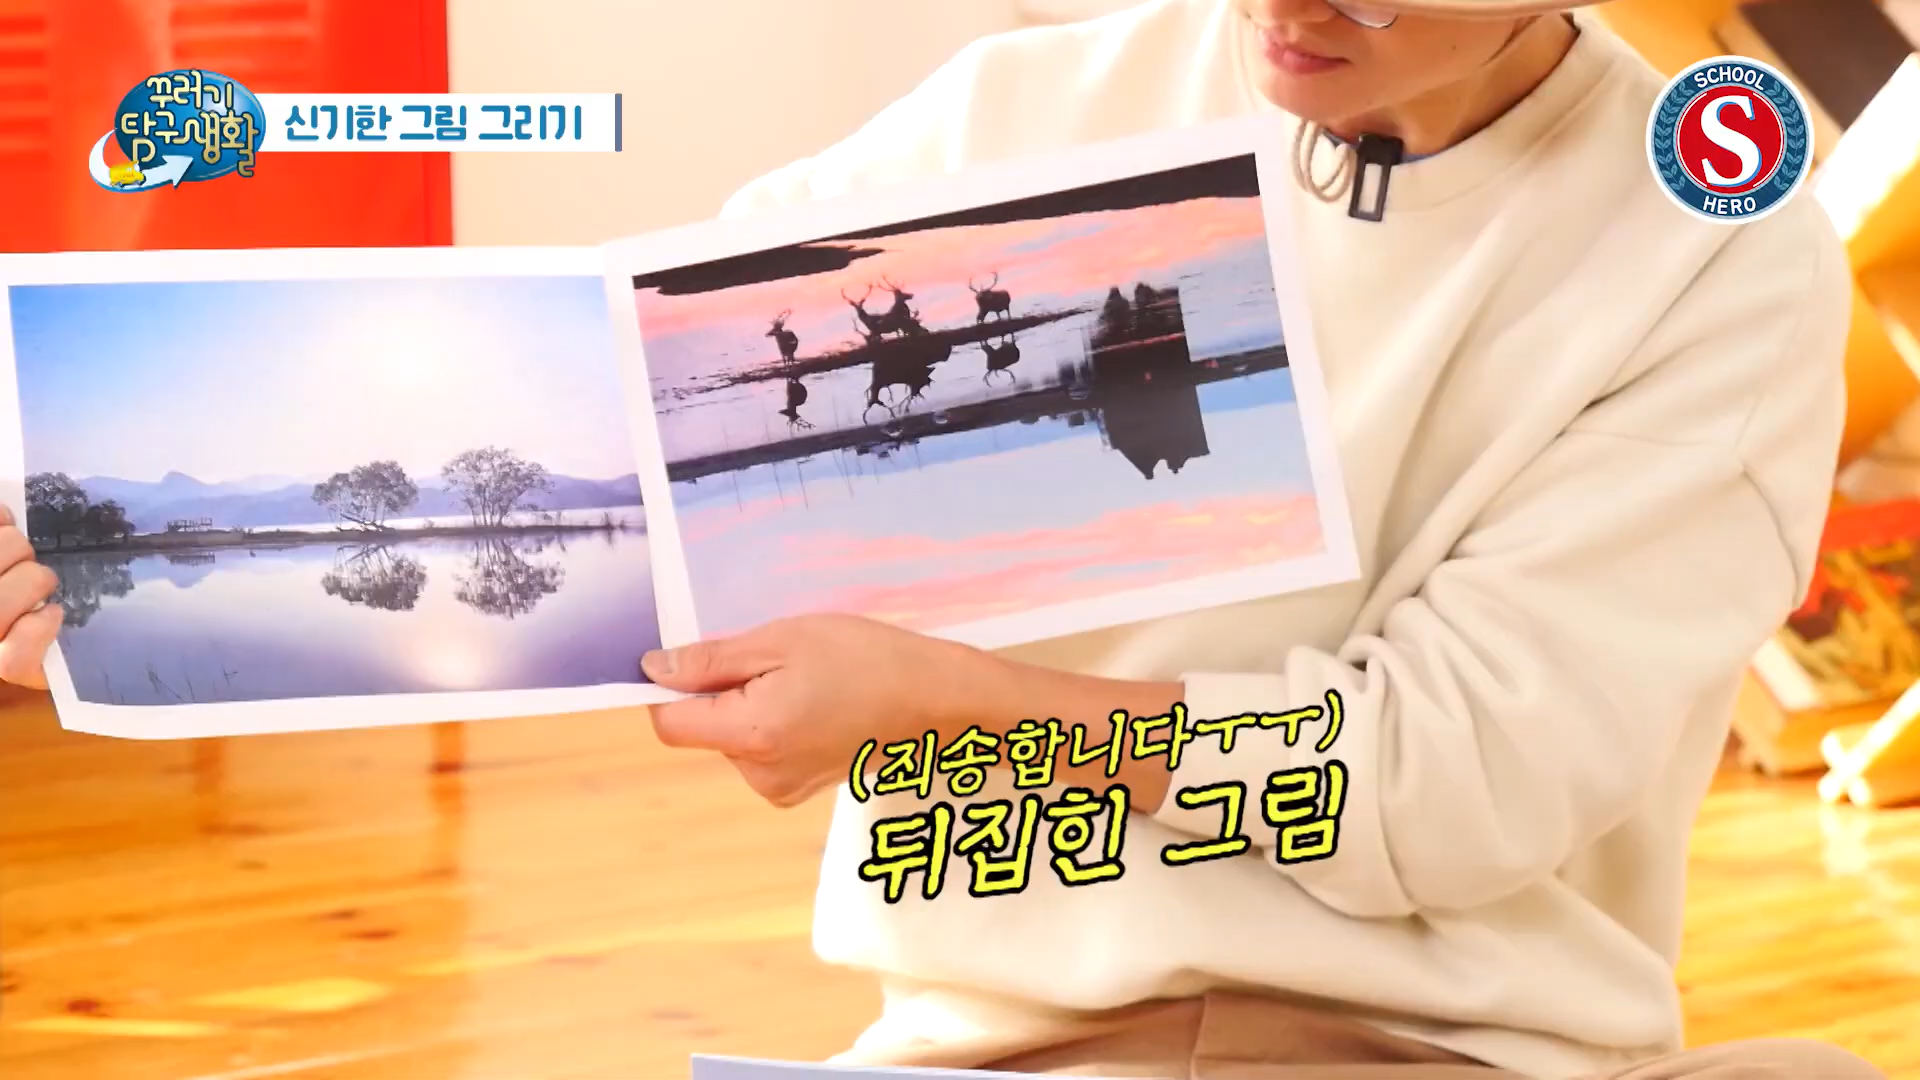 꾸러기
탐구생활
신기한 그림 그리기
SCHOOL
S
HERO
(죄송합니다ㅜㅜ)
뒤집힌 그림